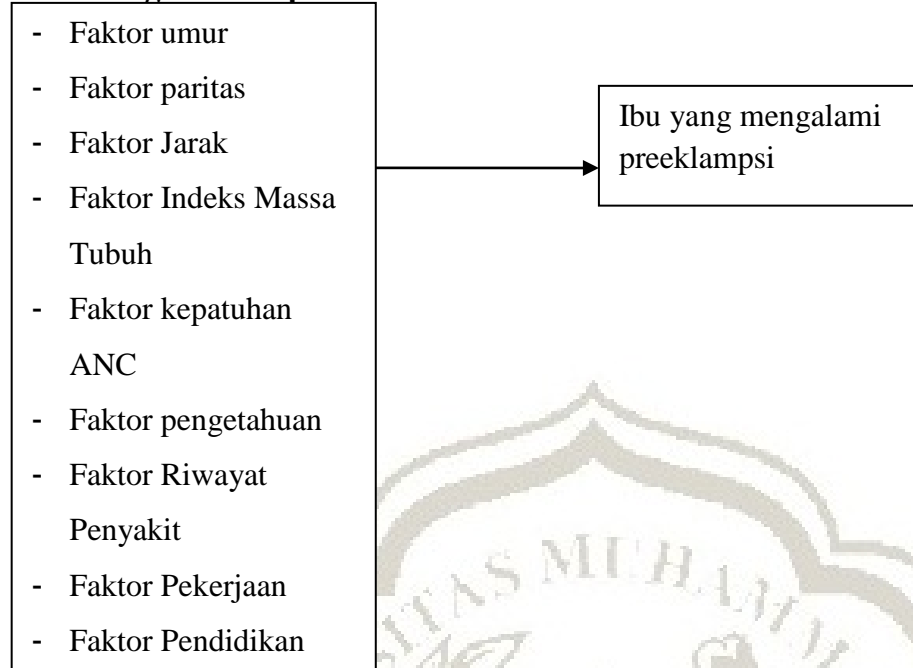 - Faktor umur
- Faktor paritas
- Faktor Jarak
- Faktor Indeks Massa
Tubuh
- Faktor kepatuhan
ANC
- Faktor pengetahuan
- Faktor Riwayat
Penyakit
- Faktor Pekerjaan
- Faktor Pendidikan
Ibu yang mengalami
preeklampsi